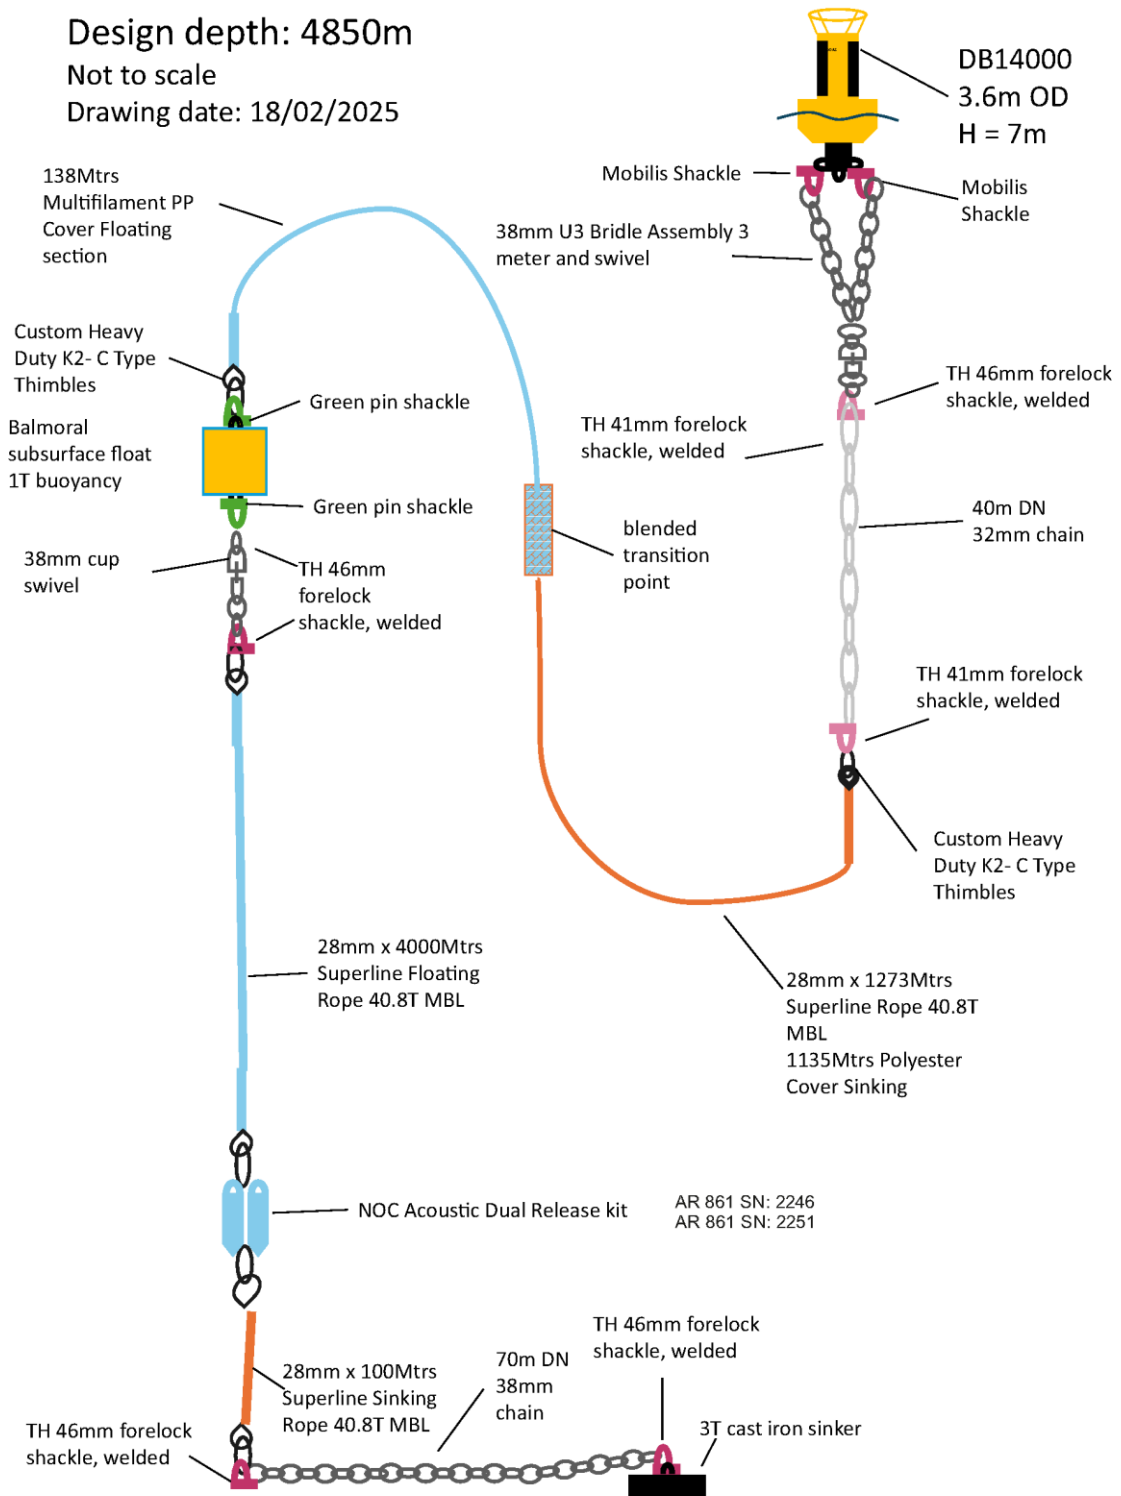 Design depth: 4850m
Not to scale
Drawing date: 18/02/2025
DB14000
3.6m OD
H = 7m
138Mtrs
Multifilament PP
Cover Floating
section
Mobilis Shackle
Mobilis
Shackle
38mm U3 Bridle Assembly 3
meter and swivel
Custom Heavy
Duty K2- C Type
Thimbles
Green pin shackle
TH 46mm forelock
shackle, welded
Balmoral
subsurface float
1T buoyancy
TH 41mm forelock
shackle, welded
Green pin shackle
40m DN
32mm chain
blended
transition
point
38mm cup
swivel
TH 46mm
forelock
shackle, welded
TH 41mm forelock
shackle, welded
Custom Heavy
Duty K2- C Type
Thimbles
28mm x 4000Mtrs
Superline Floating
Rope 40.8T MBL
28mm x 1273Mtrs
Superline Rope 40.8T
MBL
1135Mtrs Polyester
Cover Sinking
NOC Acoustic Dual Release kit
AR 861 SN: 2246
AR 861 SN: 2251
TH 46mm forelock
shackle, welded
70m DN
38mm
chain
28mm x 100Mtrs
Superline Sinking
Rope 40.8T MBL
TH 46mm forelock
shackle, welded
3T cast iron sinker